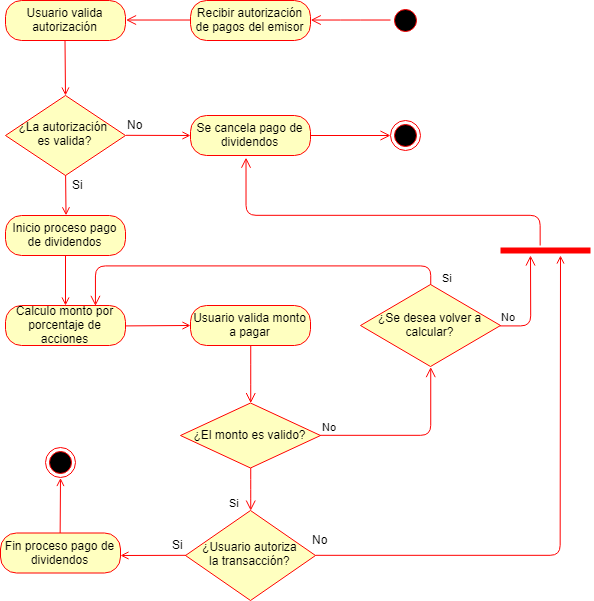 Usuario valida
autorización
Recibir autorización
de pagos del emisor
¿La autorización
es valida?
No
Se cancela pago de
dividendos
Si
Inicio proceso pago
de dividendos
Calculo monto por
porcentaje de
acciones
Usuario valida monto
a pagar
Si
¿Se desea volver a
calcular?
No
¿El monto es valido?
No
Si
¿Usuario autoriza
la transacción?
No
Si
Fin proceso pago de
dividendos